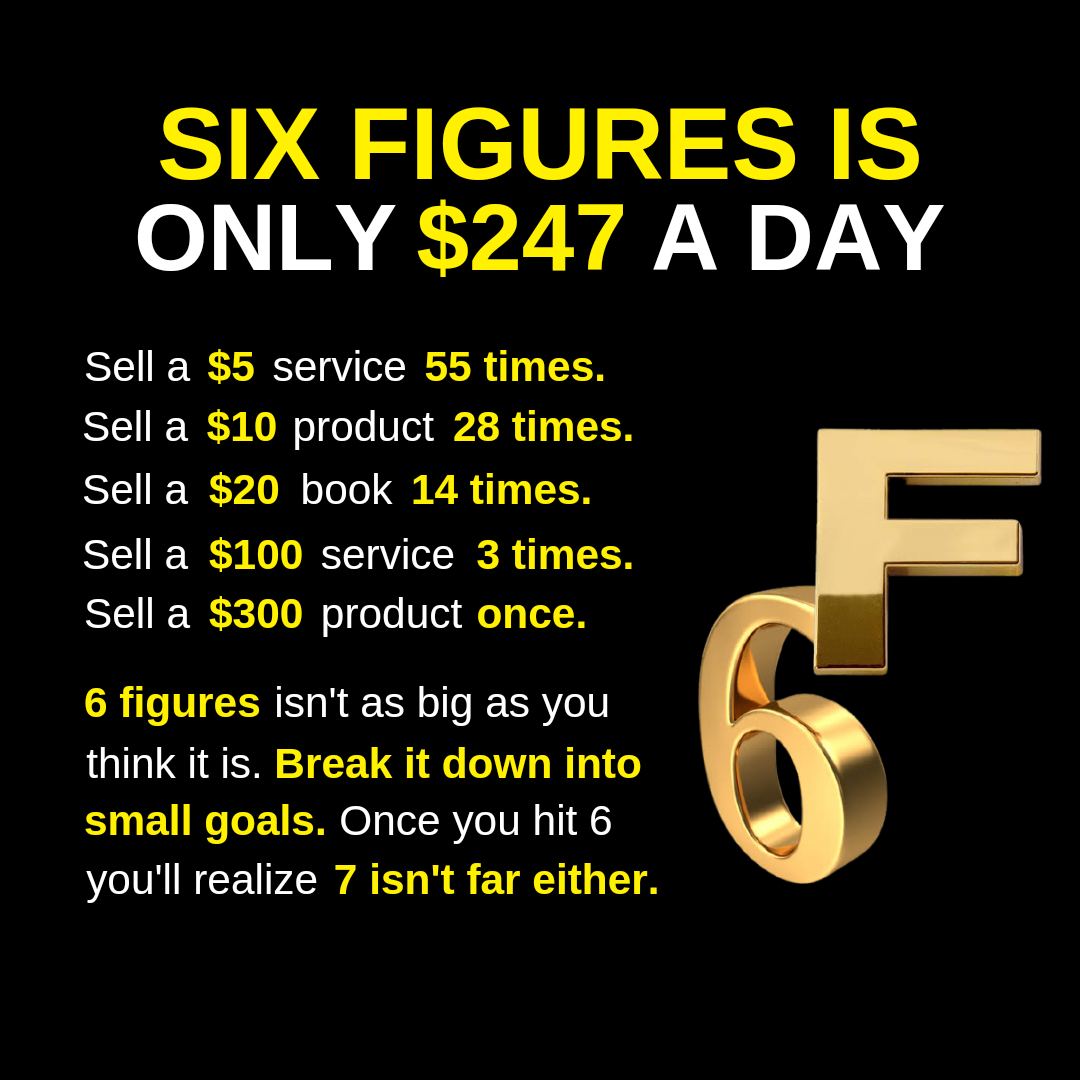 SIX FIGURES IS
ONLY $247 A DAY
Sell a $5 service 55 times.
Sell a $10 product 28 times.
Sell a $20 book 14 times.
Sell a $100 service 3 times.
Sell a $300 product once.
6 figures isn't as big as you
think it is. Break it down into
small goals. Once you hit 6
you'll realize 7 isn't far either.
6F